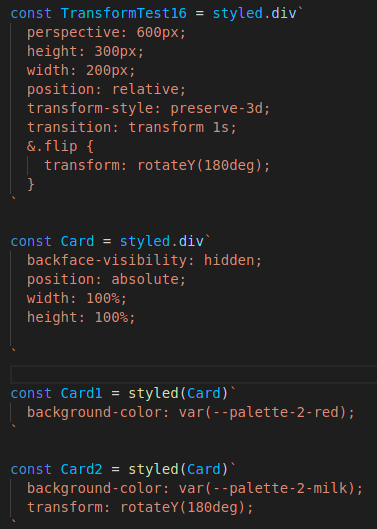 const TransformTest16 = styled.div`
  perspective: 600px;
  height: 300px;
  width: 200px;
  position: relative;
  transform-style: preserve-3d;
  transition: transform 1s;
  &.flip {
    transform: rotateY(180deg);
  }
`
const Card = styled.div`
  backface-visibility: hidden;
  position: absolute;
  width: 100%;
  height: 100%;
`
const Card1 = styled(Card)`
  background-color: var(--palette-2-red);
`
const Card2 = styled(Card)`
  background-color: var(--palette-2-milk);
  transform: rotateY(180deg);
`